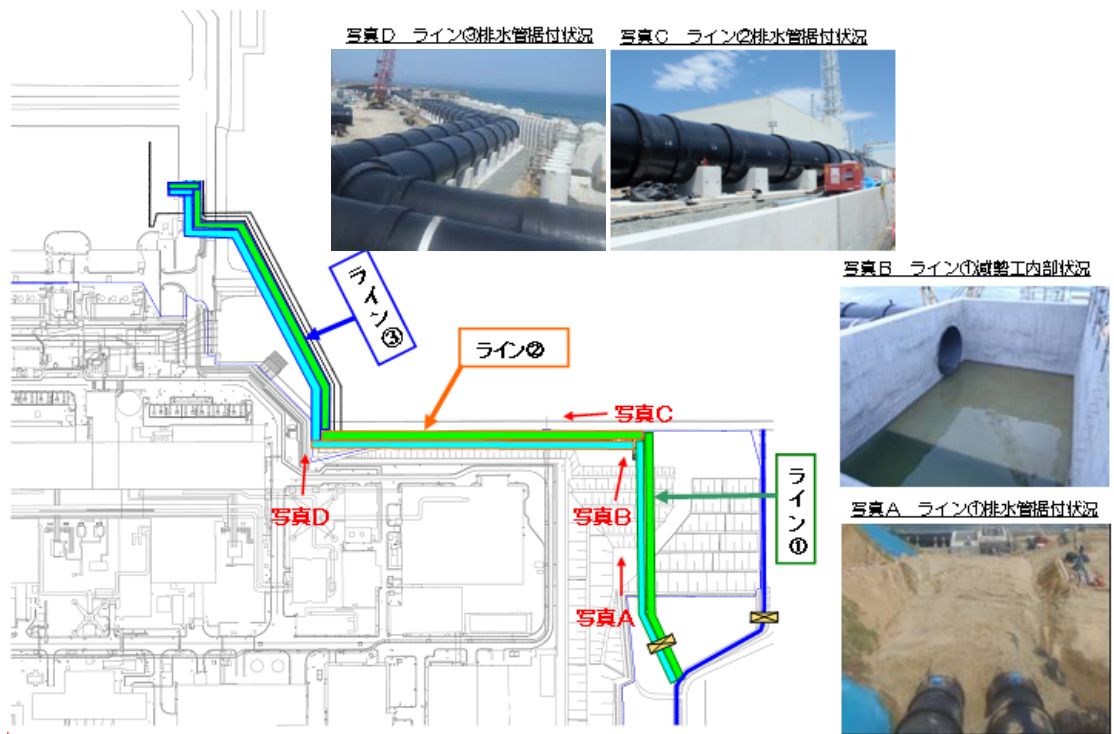 写真D ライン③排水管据付状況
写真C ライン②排水管据付状況
写真B ライン①減勢工内部状況
写真A ライン①排水管据付状況
ライン③
ライン②
写真C
ライン①
写真D
写真B
写真A